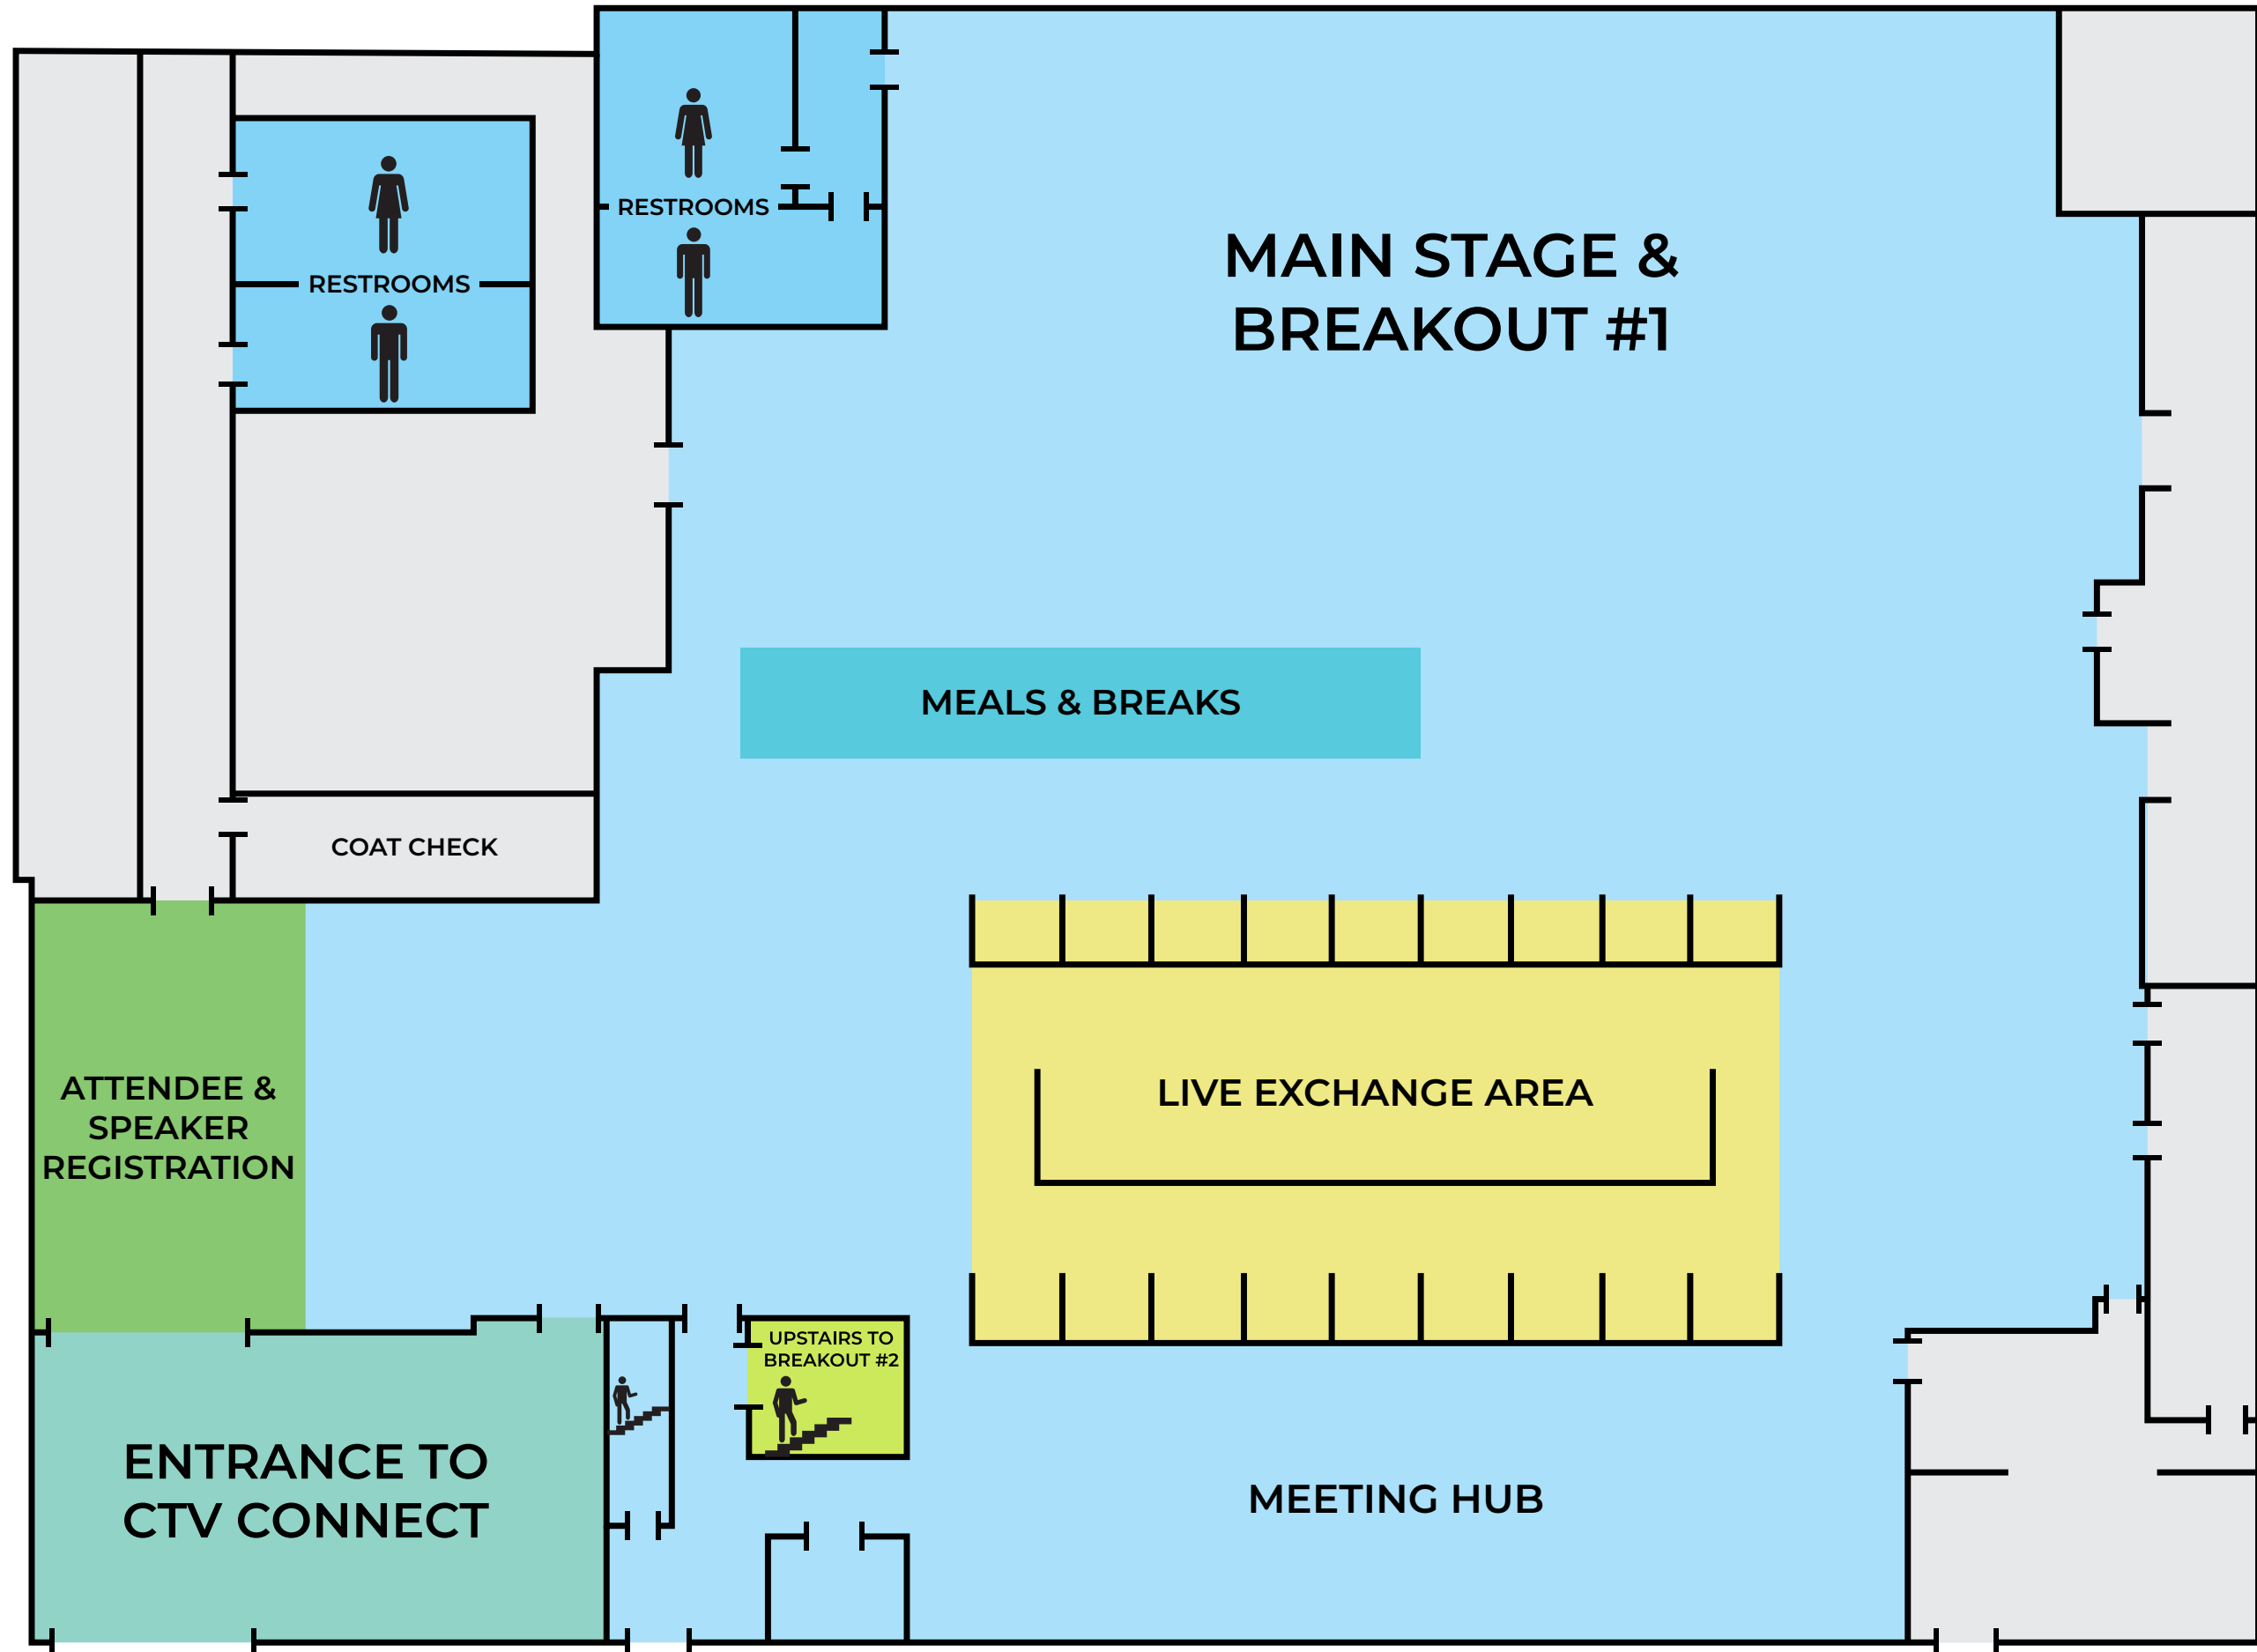 RESTROOMS
RESTROOMS
MAIN STAGE &
BREAKOUT #1
MEALS & BREAKS
COAT CHECK
ATTENDEE &
SPEAKER
REGISTRATION
LIVE EXCHANGE AREA
UPSTAIRS TO
BREAKOUT #2
ENTRANCE TO
CTV CONNECT
MEETING HUB